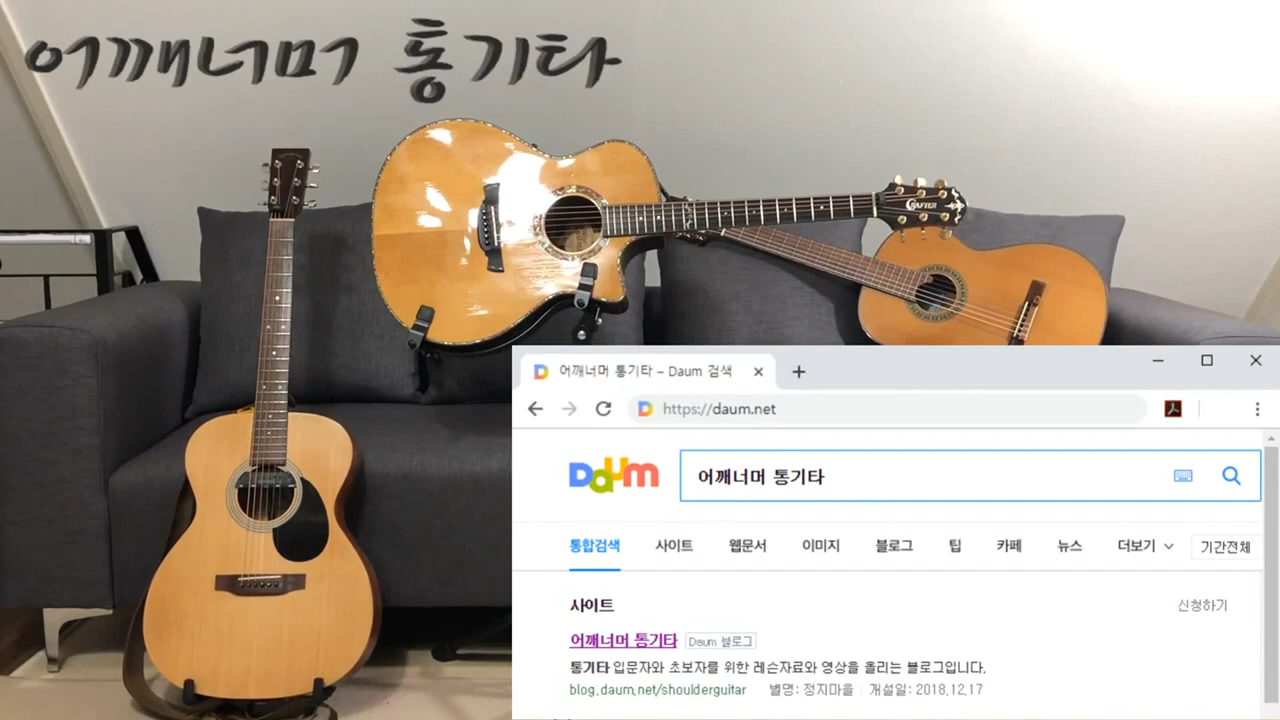 어깨너머 통기타
CRAFTER
어깨너머 통기타 – Daum 검색
https://daum.net
Daum
어깨너머 통기타
통합검색 사이트 웹문서 이미지 블로그 팁 카페 뉴스 더보기 기간전체
사이트 신청하기
어깨너머 통기타 Daum 블로그
통기타 입문자와 초보자를 위한 레슨자료와 영상을 올리는 블로그입니다.
blog.daum.net/shoulderguitar 별명: 정지마을 개설일: 2018.12.17